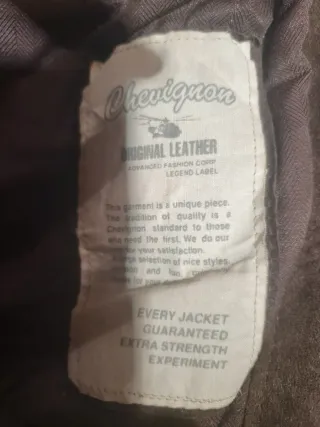 Chevignon
ORIGINAL LEATHER
ADVANCED FASHION CORP
LEGEND LABEL
This garment is a unique piece.
The tradition of quality is a
Chevignon standard to those
who need the first. We do our
for your satisfaction.
large selection of nice styles,
EVERY JACKET
GUARANTEED
EXTRA STRENGTH
EXPERIMENT